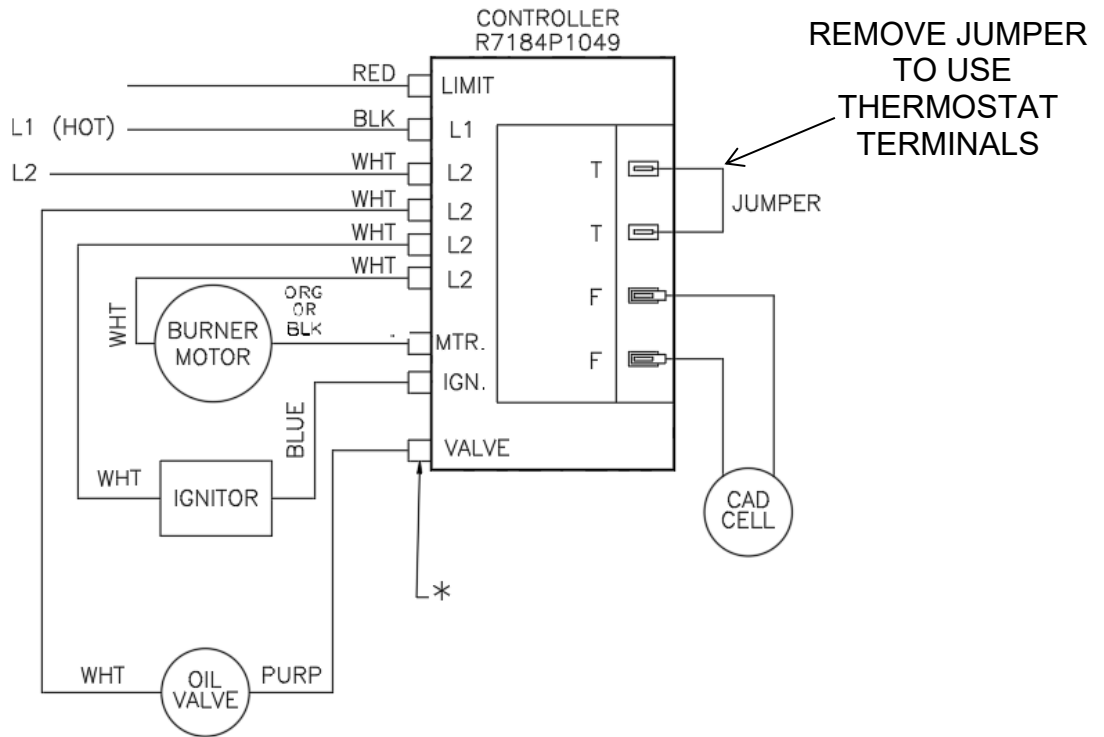 CONTROLLER
R7184P1049
REMOVE JUMPER
TO USE
THERMOSTAT
TERMINALS
RED
LIMIT
L1 (HOT)
BLK
L1
L2
WHT
L2
WHT
L2
WHT
L2
WHT
L2
T
JUMPER
T
F
F
WHT
BURNER
MOTOR
ORG
OR
BLK
MTR.
IGN.
BLUE
VALVE
WHT
IGNITOR
CAD
CELL
*
WHT
OIL
VALVE
PURP